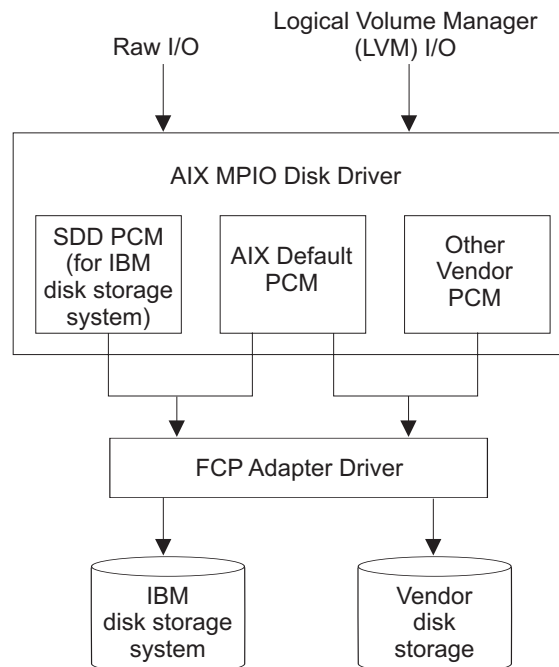 Raw I/O
Logical Volume Manager
(LVM) I/O
AIX MPIO Disk Driver
SDD PCM
(for IBM
disk storage
system)
AIX Default
PCM
Other
Vendor
PCM
FCP Adapter Driver
IBM
disk storage
system
Vendor
disk
storage